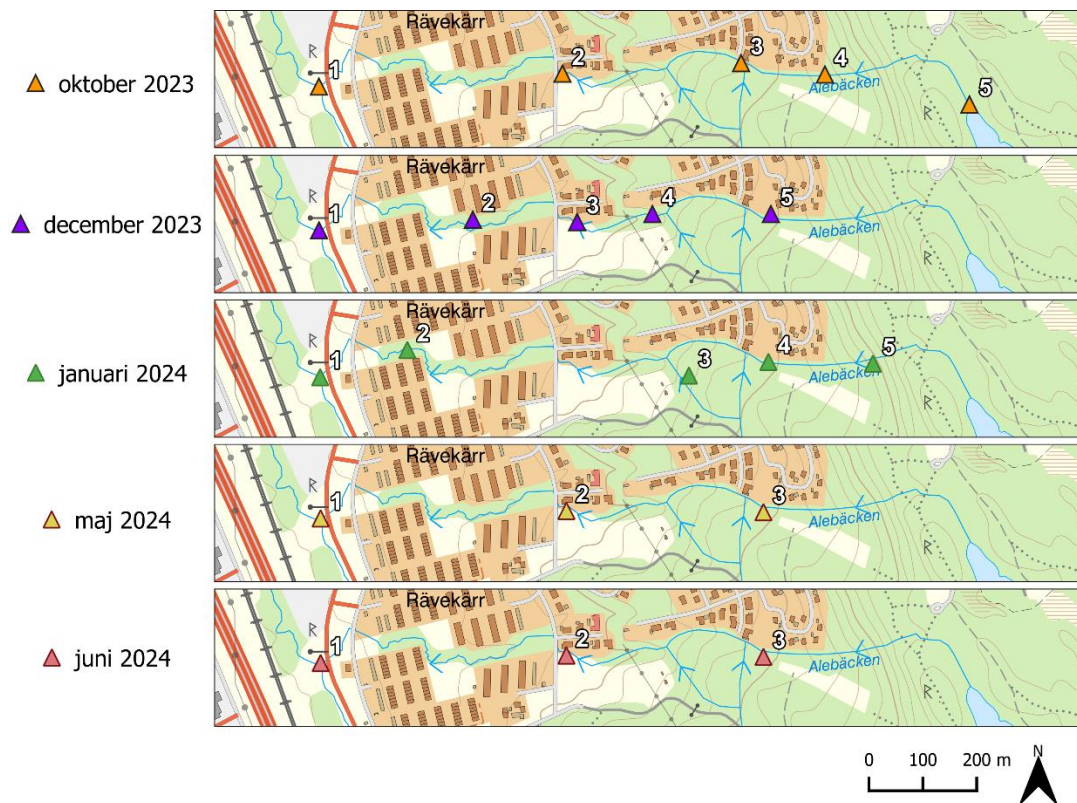 oktober 2023
Rävekärr
1
2
3
4
5
Alebäcken
R
december 2023
Rävekärr
1
2
3
4
5
Alebäcken
R
R
januari 2024
Rävekärr
1
2
3
4
5
Alebäcken
R
R
maj 2024
Rävekärr
1
2
3
Alebäcken
R
R
juni 2024
Rävekärr
1
2
3
Alebäcken
R
R
0 100 200 m
N